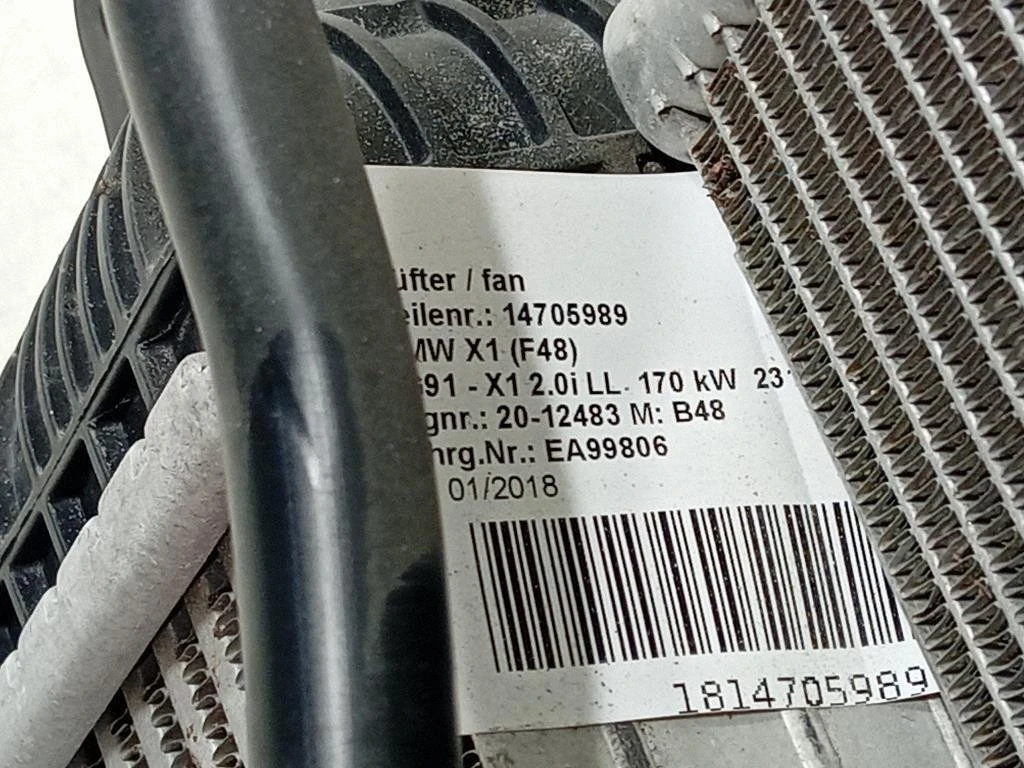 üfter / fan
eilenr.: 14705989
MW X1 (F48)
91 - X1 2.0i LL 170 kW 23
gnr.: 20-12483 M: B48
hrg.Nr.: EA99806
01/2018
1814705989